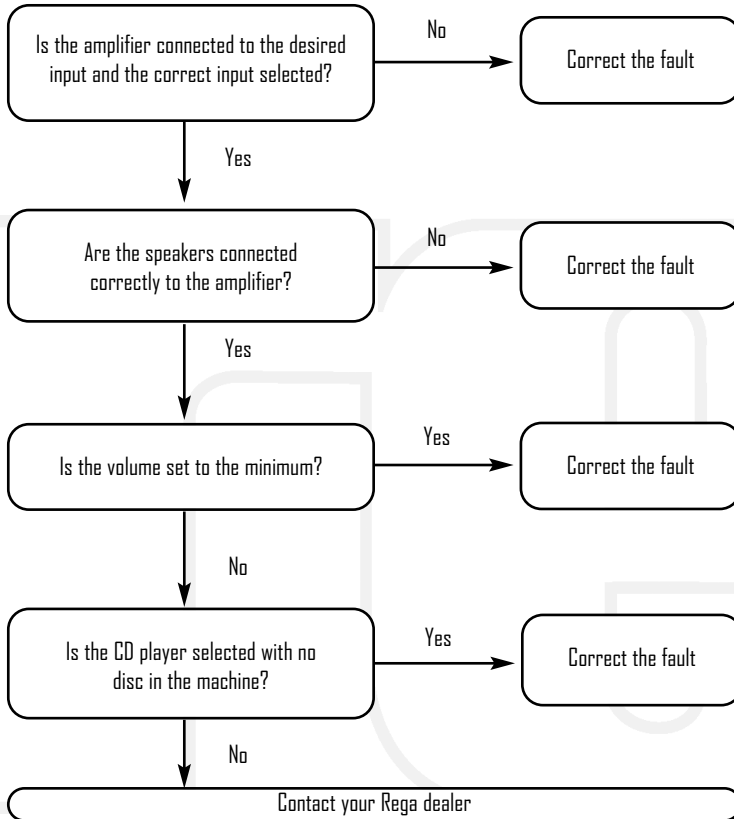 Is the amplifier connected to the desired
input and the correct input selected?
No
Correct the fault
Yes
Are the speakers connected
correctly to the amplifier?
No
Correct the fault
Yes
Is the volume set to the minimum?
Yes
Correct the fault
No
Is the CD player selected with no
disc in the machine?
Yes
Correct the fault
No
Contact your Rega dealer